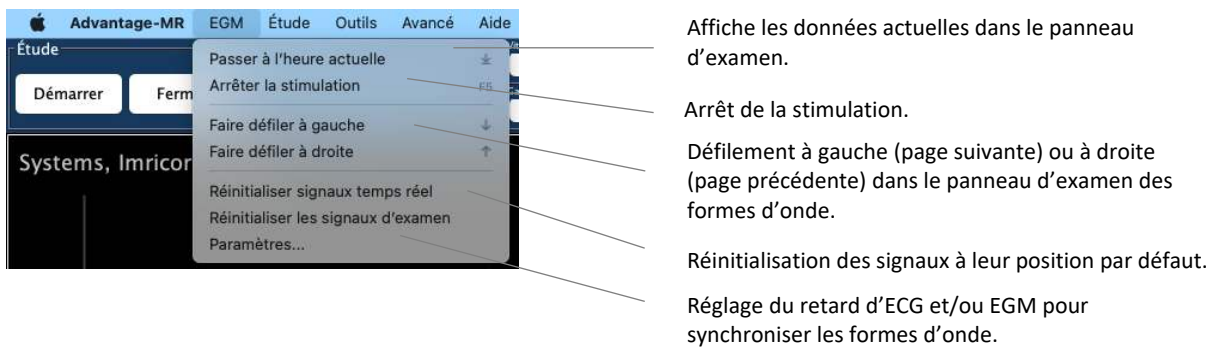 Advantage-MR EGM Étude Outils Avancé Aide
Étude
Démarrer Ferm
Systems, Imricor
Passer à l'heure actuelle
Arrêter la stimulation F5
Faire défiler à gauche ↓
Faire défiler à droite ↑
Réinitialiser signaux temps réel
Réinitialiser les signaux d'examen
Paramètres...
Affiche les données actuelles dans le panneau
d’examen.
Arrêt de la stimulation.
Défilement à gauche (page suivante) ou à droite
(page précédente) dans le panneau d’examen des
formes d’onde.
Réinitialisation des signaux à leur position par défaut.
Réglage du retard d’ECG et/ou EGM pour
synchroniser les formes d’onde.